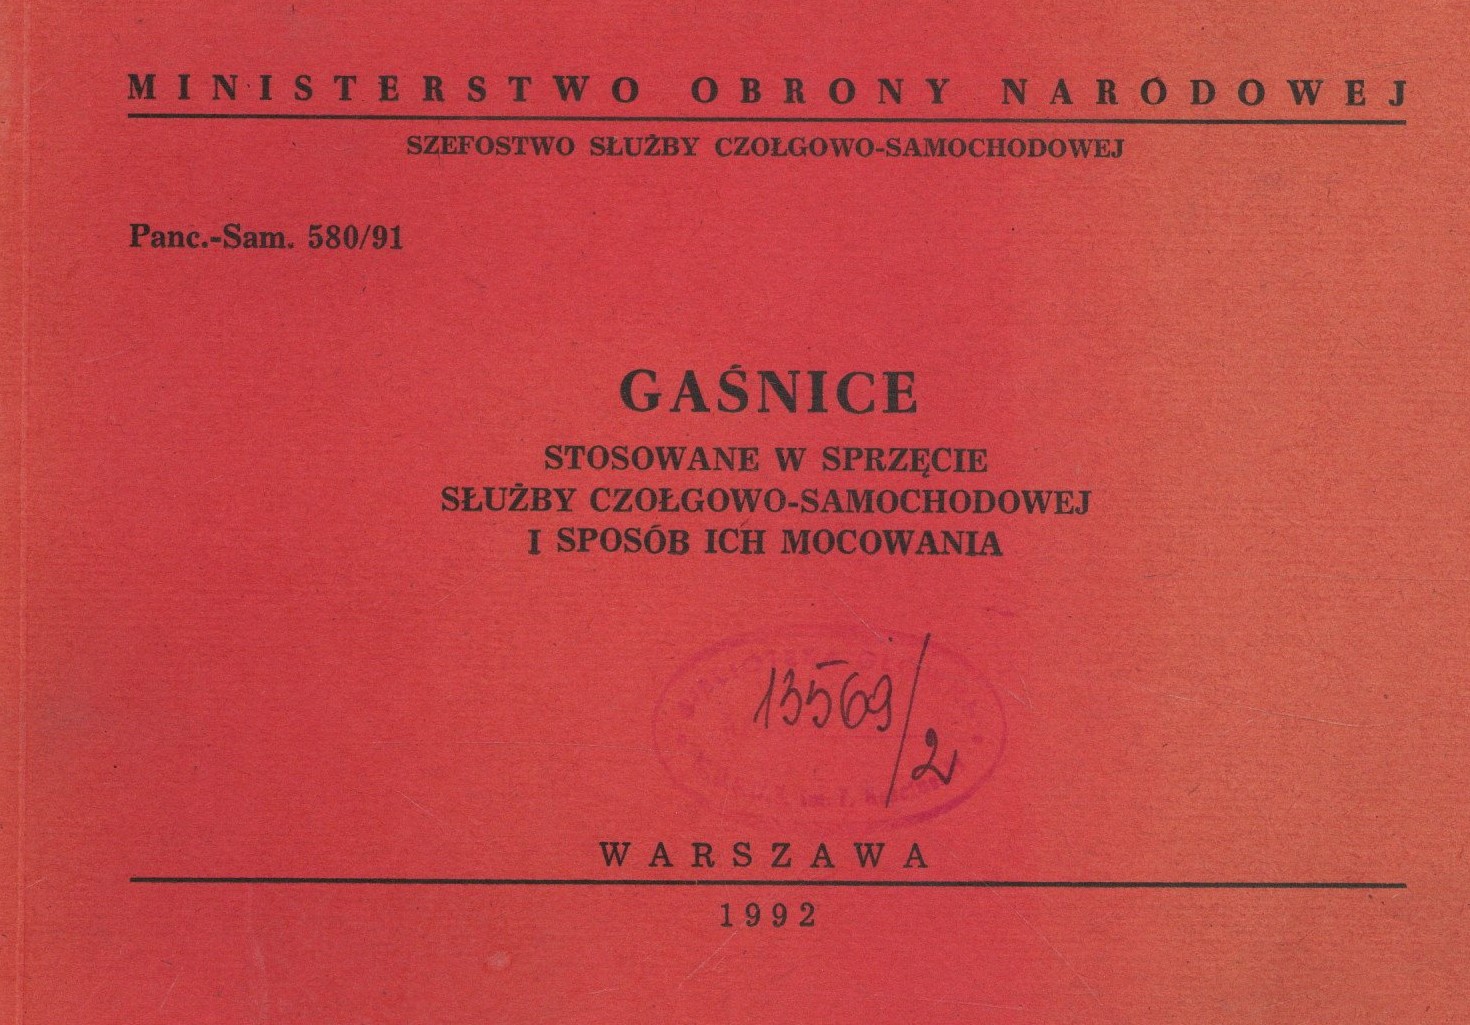 MINISTERSTWO OBRONY NARODOWEJ
SZEFOSTWO SŁUŻBY CZOŁGOWO-SAMOCHODOWEJ
Panc.-Sam. 580/91
GAŚNICE
STOSOWANE W SPRZĘCIE
SŁUŻBY CZOŁGOWO-SAMOCHODOWEJ
I SPOSÓB ICH MOCOWANIA
13569/2
WARSZAWA
1992